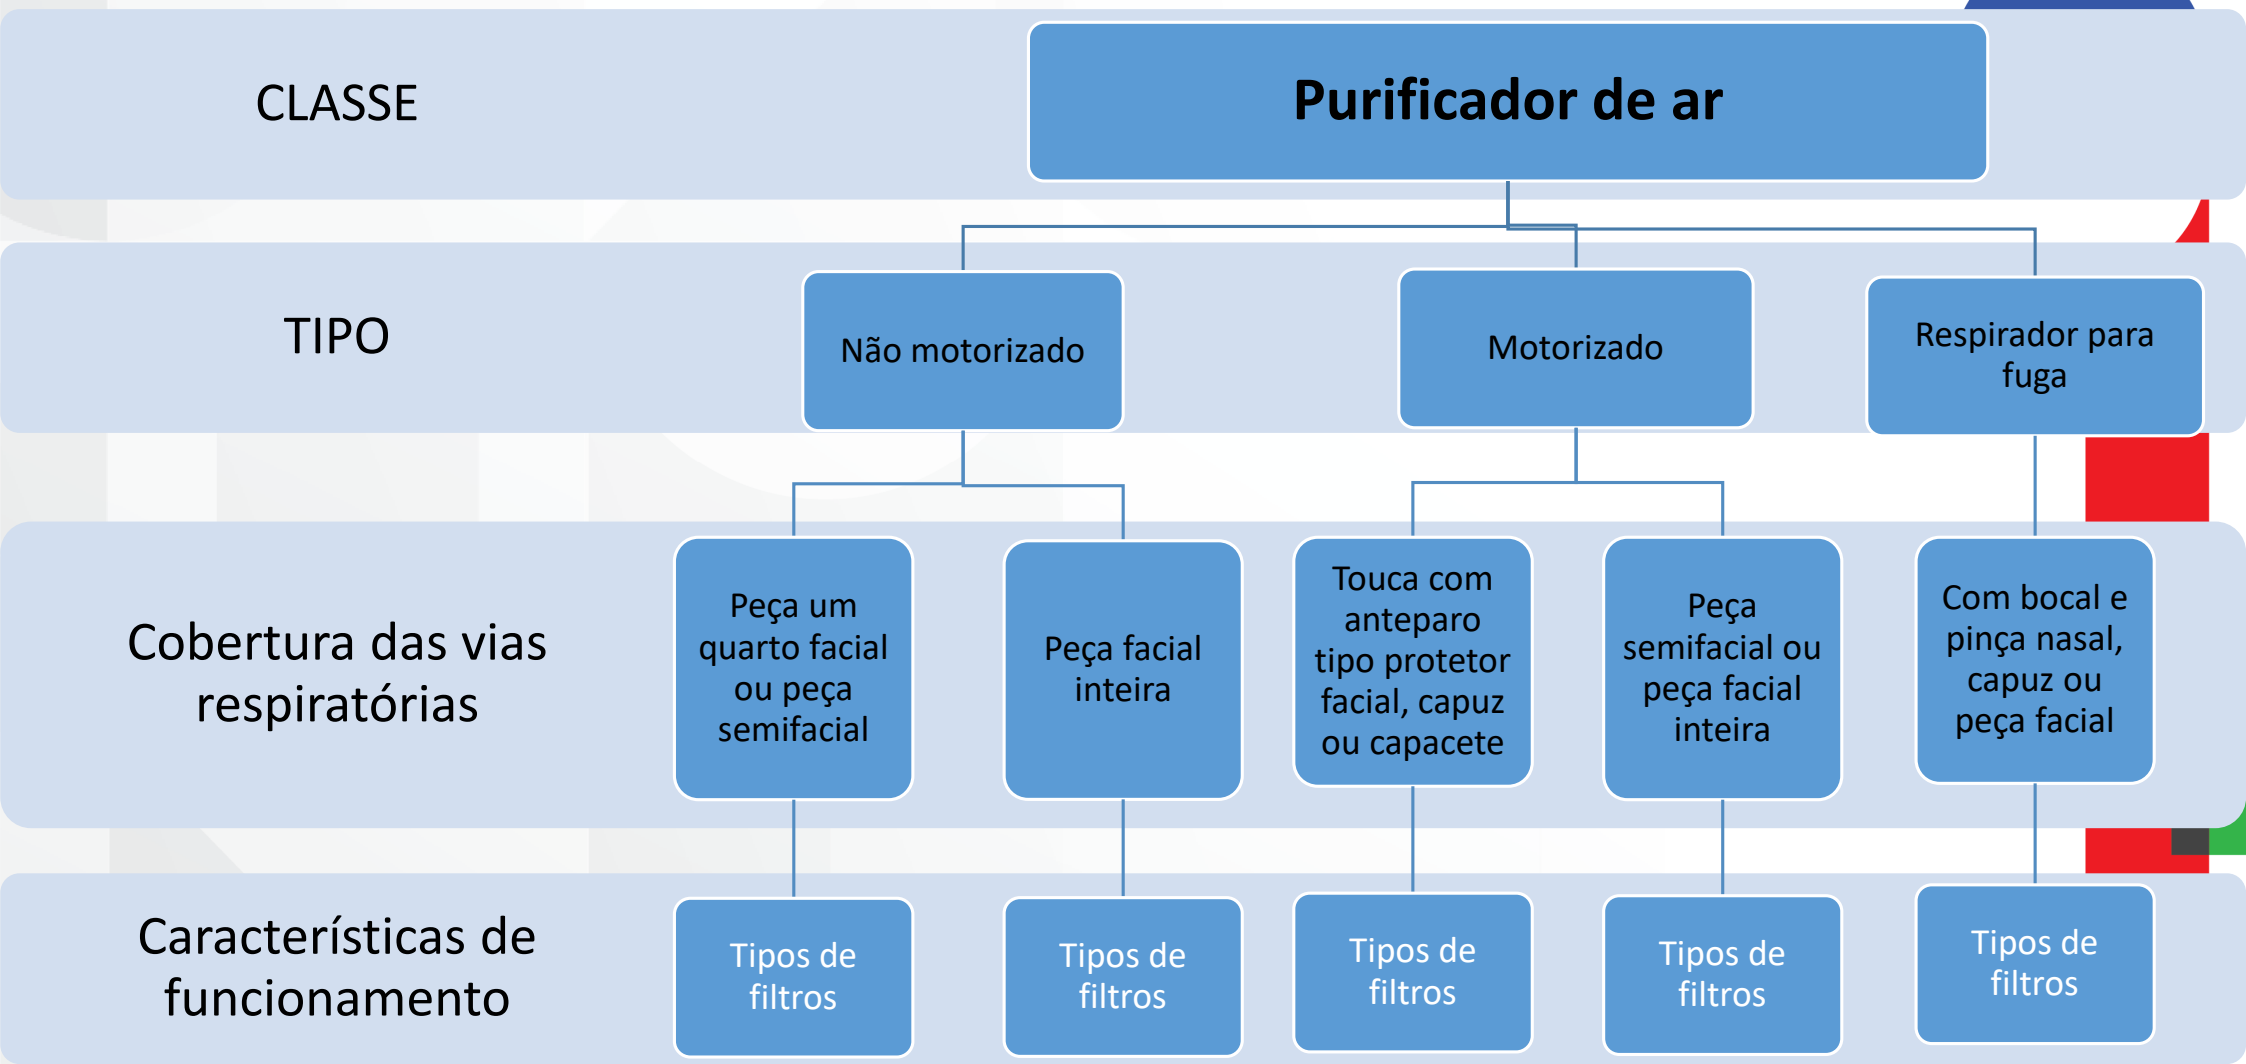 CLASSE
Purificador de ar
TIPO
Não motorizado
Motorizado
Respirador para
fuga
Cobertura das vias
respiratórias
Peça um
quarto facial
ou peça
semifacial
Peça facial
inteira
Touca com
anteparo
tipo protetor
facial, capuz
ou capacete
Peça
semifacial ou
peça facial
inteira
Com bocal e
pinça nasal,
capuz ou
peça facial
Características de
funcionamento
Tipos de
filtros
Tipos de
filtros
Tipos de
filtros
Tipos de
filtros
Tipos de
filtros